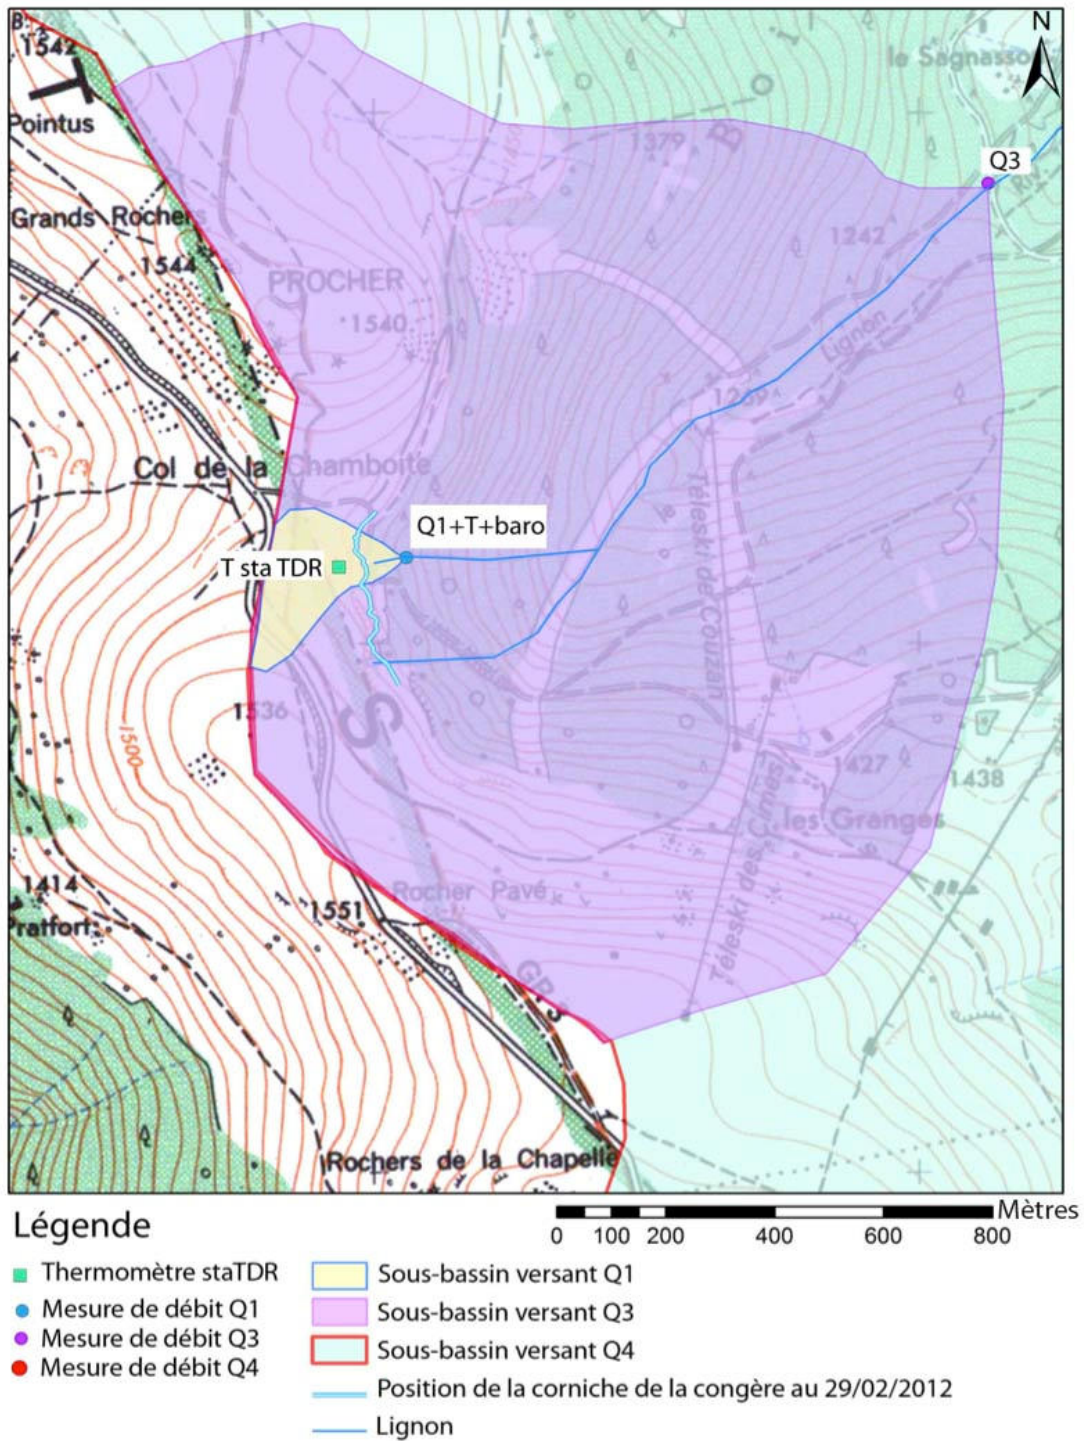 B:
1542
N
T
le Sagnasso
Pointus
1379
B
Q3
Grands Rochers
1242
1544
PROCHER
1540
Lignon
1269
Col de la Chamboite
Q1+T+baro
T sta TDR
Téleski de Couzan
1536
S
1500
1427
1438
les Granges
Téleski des Cimes
1414
Rocher Pavé
Pratfort
1551
GR 3
Rochers de la Chapelle
Légende
Mètres
0 100 200 400 600 800
Thermomètre staTDR
Mesure de débit Q1
Mesure de débit Q3
Mesure de débit Q4
Sous-bassin versant Q1
Sous-bassin versant Q3
Sous-bassin versant Q4
Position de la corniche de la congère au 29/02/2012
Lignon